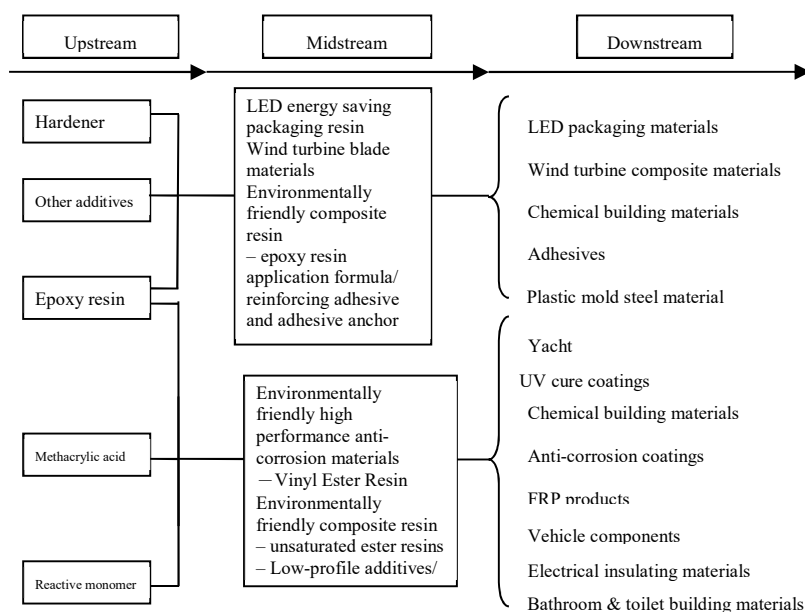 Upstream
Midstream
Downstream
Hardener
Other additives
Epoxy resin
Methacrylic acid
Reactive monomer
LED energy saving
packaging resin
Wind turbine blade
materials
Environmentally
friendly composite
resin
– epoxy resin
application formula/
reinforcing adhesive
and adhesive anchor
Environmentally
friendly high
performance anti-
corrosion materials
－Vinyl Ester Resin
Environmentally
friendly composite resin
– unsaturated ester resins
– Low-profile additives/
LED packaging materials
Wind turbine composite materials
Chemical building materials
Adhesives
Plastic mold steel material
Yacht
UV cure coatings
Chemical building materials
Anti-corrosion coatings
FRP products
Vehicle components
Electrical insulating materials
Bathroom & toilet building materials